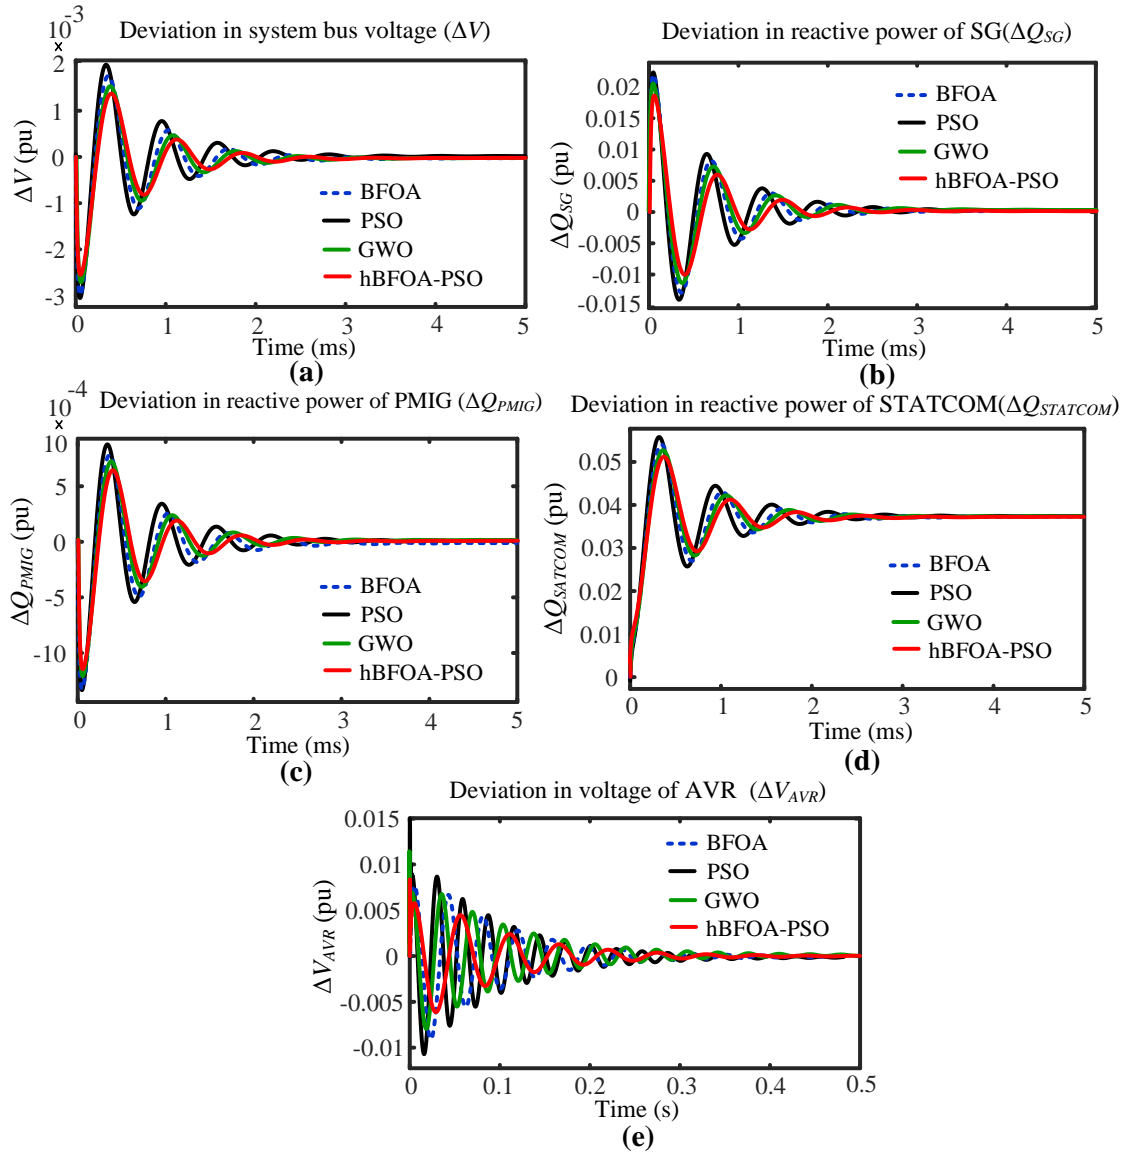 Deviation in system bus voltage (ΔV)
10⁻³
×
2
1
0
-1
-2
-3
ΔV (pu)
BFOA
PSO
GWO
hBFOA-PSO
0 1 2 3 4 5
Time (ms)
(a)
Deviation in reactive power of SG(ΔQSG)
0.02
0.01
0.005
0
-0.005
-0.01
-0.015
ΔQSG (pu)
BFOA
PSO
GWO
hBFOA-PSO
0 1 2 3 4 5
Time (ms)
(b)
Deviation in reactive power of PMIG (ΔQPMIG)
10⁻⁴
×
10
5
0
-5
-10
ΔQPMIG (pu)
BFOA
PSO
GWO
hBFOA-PSO
0 1 2 3 4 5
Time (ms)
(c)
Deviation in reactive power of STATCOM(ΔQSTATCOM)
0.05
0.04
0.03
0.02
0.01
0
ΔQSATCOM (pu)
BFOA
PSO
GWO
hBFOA-PSO
0 1 2 3 4 5
Time (ms)
(d)
Deviation in voltage of AVR (ΔVAVR)
0.015
0.01
0.005
0
-0.005
-0.01
ΔVAVR (pu)
BFOA
PSO
GWO
hBFOA-PSO
0 0.1 0.2 0.3 0.4 0.5
Time (s)
(e)